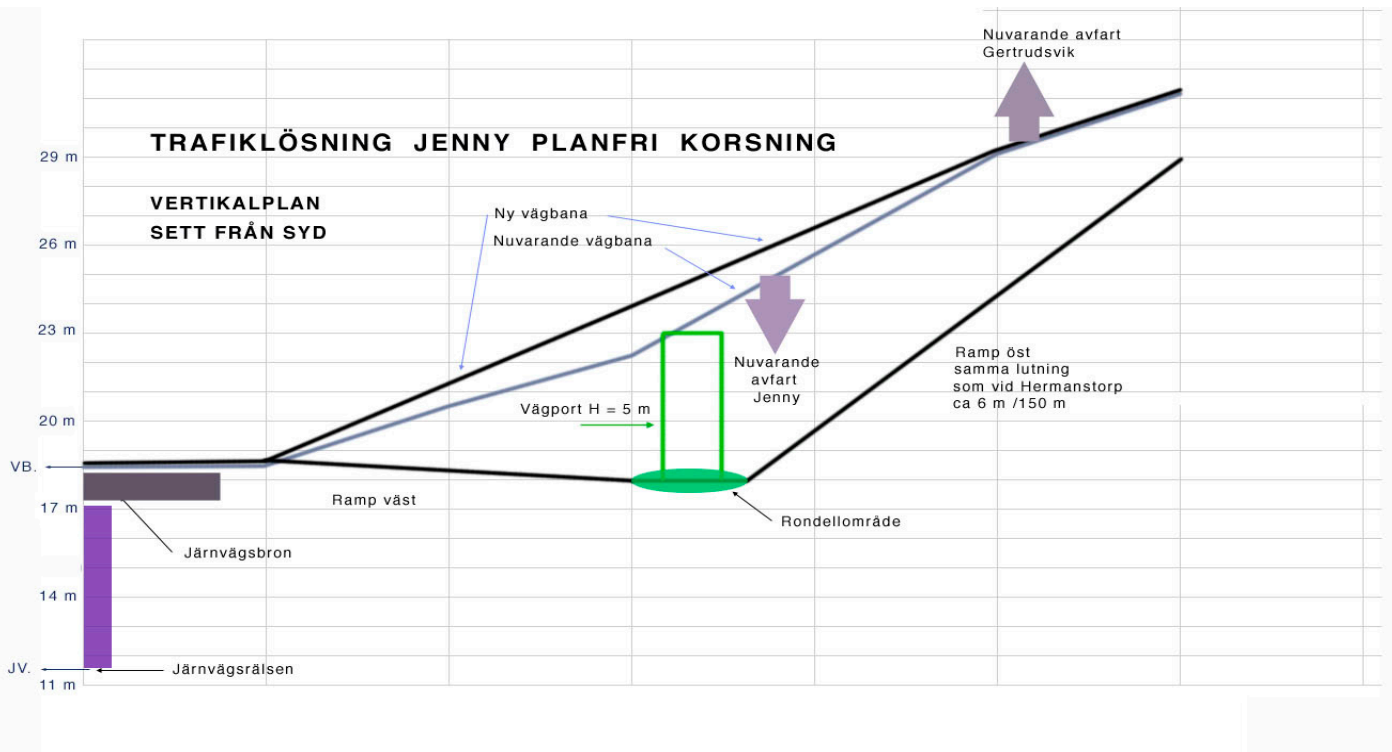 Nuvarande avfart
Gertrudsvik
TRAFIKLÖSNING JENNY PLANFRI KORSNING
29 m
VERTIKALPLAN
SETT FRÅN SYD
Ny vägbana
Nuvarande vägbana
26 m
23 m
Nuvarande
avfart
Jenny
Ramp öst
samma lutning
som vid Hermanstorp
ca 6 m /150 m
Vägport H = 5 m
20 m
VB.
Ramp väst
17 m
Rondellområde
Järnvägsbron
14 m
JV.
Järnvägsrälsen
11 m